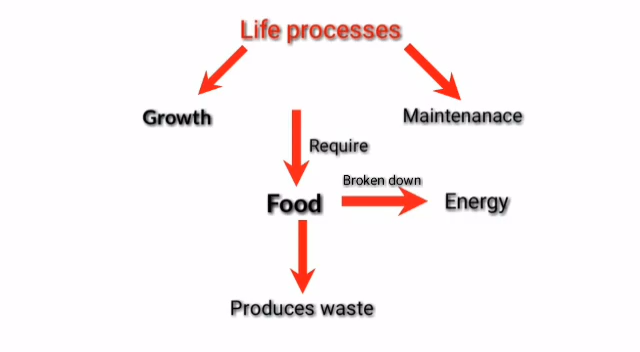 Life processes
Growth
Maintenanace
Require
Broken down
Food
Energy
Produces waste